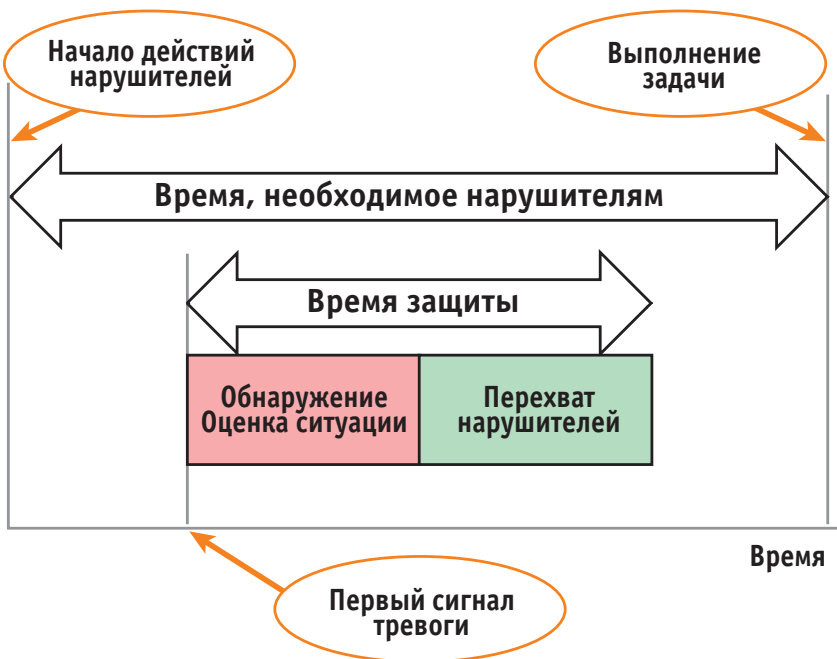 Начало действий
нарушителей
Выполнение
задачи
Время, необходимое нарушителям
Время защиты
Обнаружение
Оценка ситуации
Перехват
нарушителей
Время
Первый сигнал
тревоги